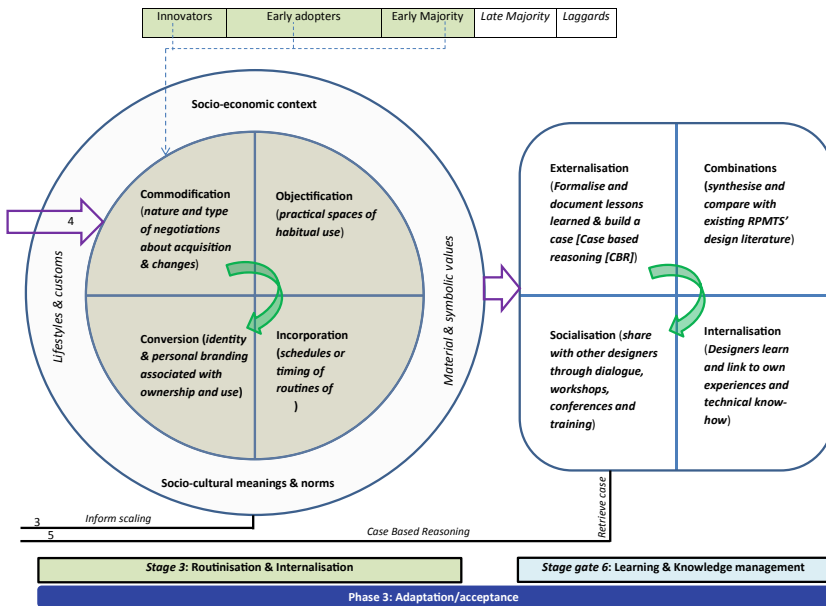 Innovators
Early adopters
Early Majority
Late Majority
Laggards
Socio-economic context
Lifestyles & customs
Material & symbolic values
Socio-cultural meanings & norms
4
Commodification
(nature and type
of negotiations
about acquisition
& changes)
Objectification
(practical spaces of
habitual use)
Conversion (identity
& personal branding
associated with
ownership and use)
Incorporation
(schedules or
timing of
routines of
)
Externalisation
(Formalise and
document lessons
learned & build a
case [Case based
reasoning [CBR])
Combinations
(synthesise and
compare with
existing RPMTS'
design literature)
Socialisation (share
with other designers
through dialogue,
workshops,
conferences and
training)
Internalisation
(Designers learn
and link to own
experiences and
technical know-
how)
3
Inform scaling
5
Case Based Reasoning
Retrieve case
Stage 3: Routinisation & Internalisation
Stage gate 6: Learning & Knowledge management
Phase 3: Adaptation/acceptance